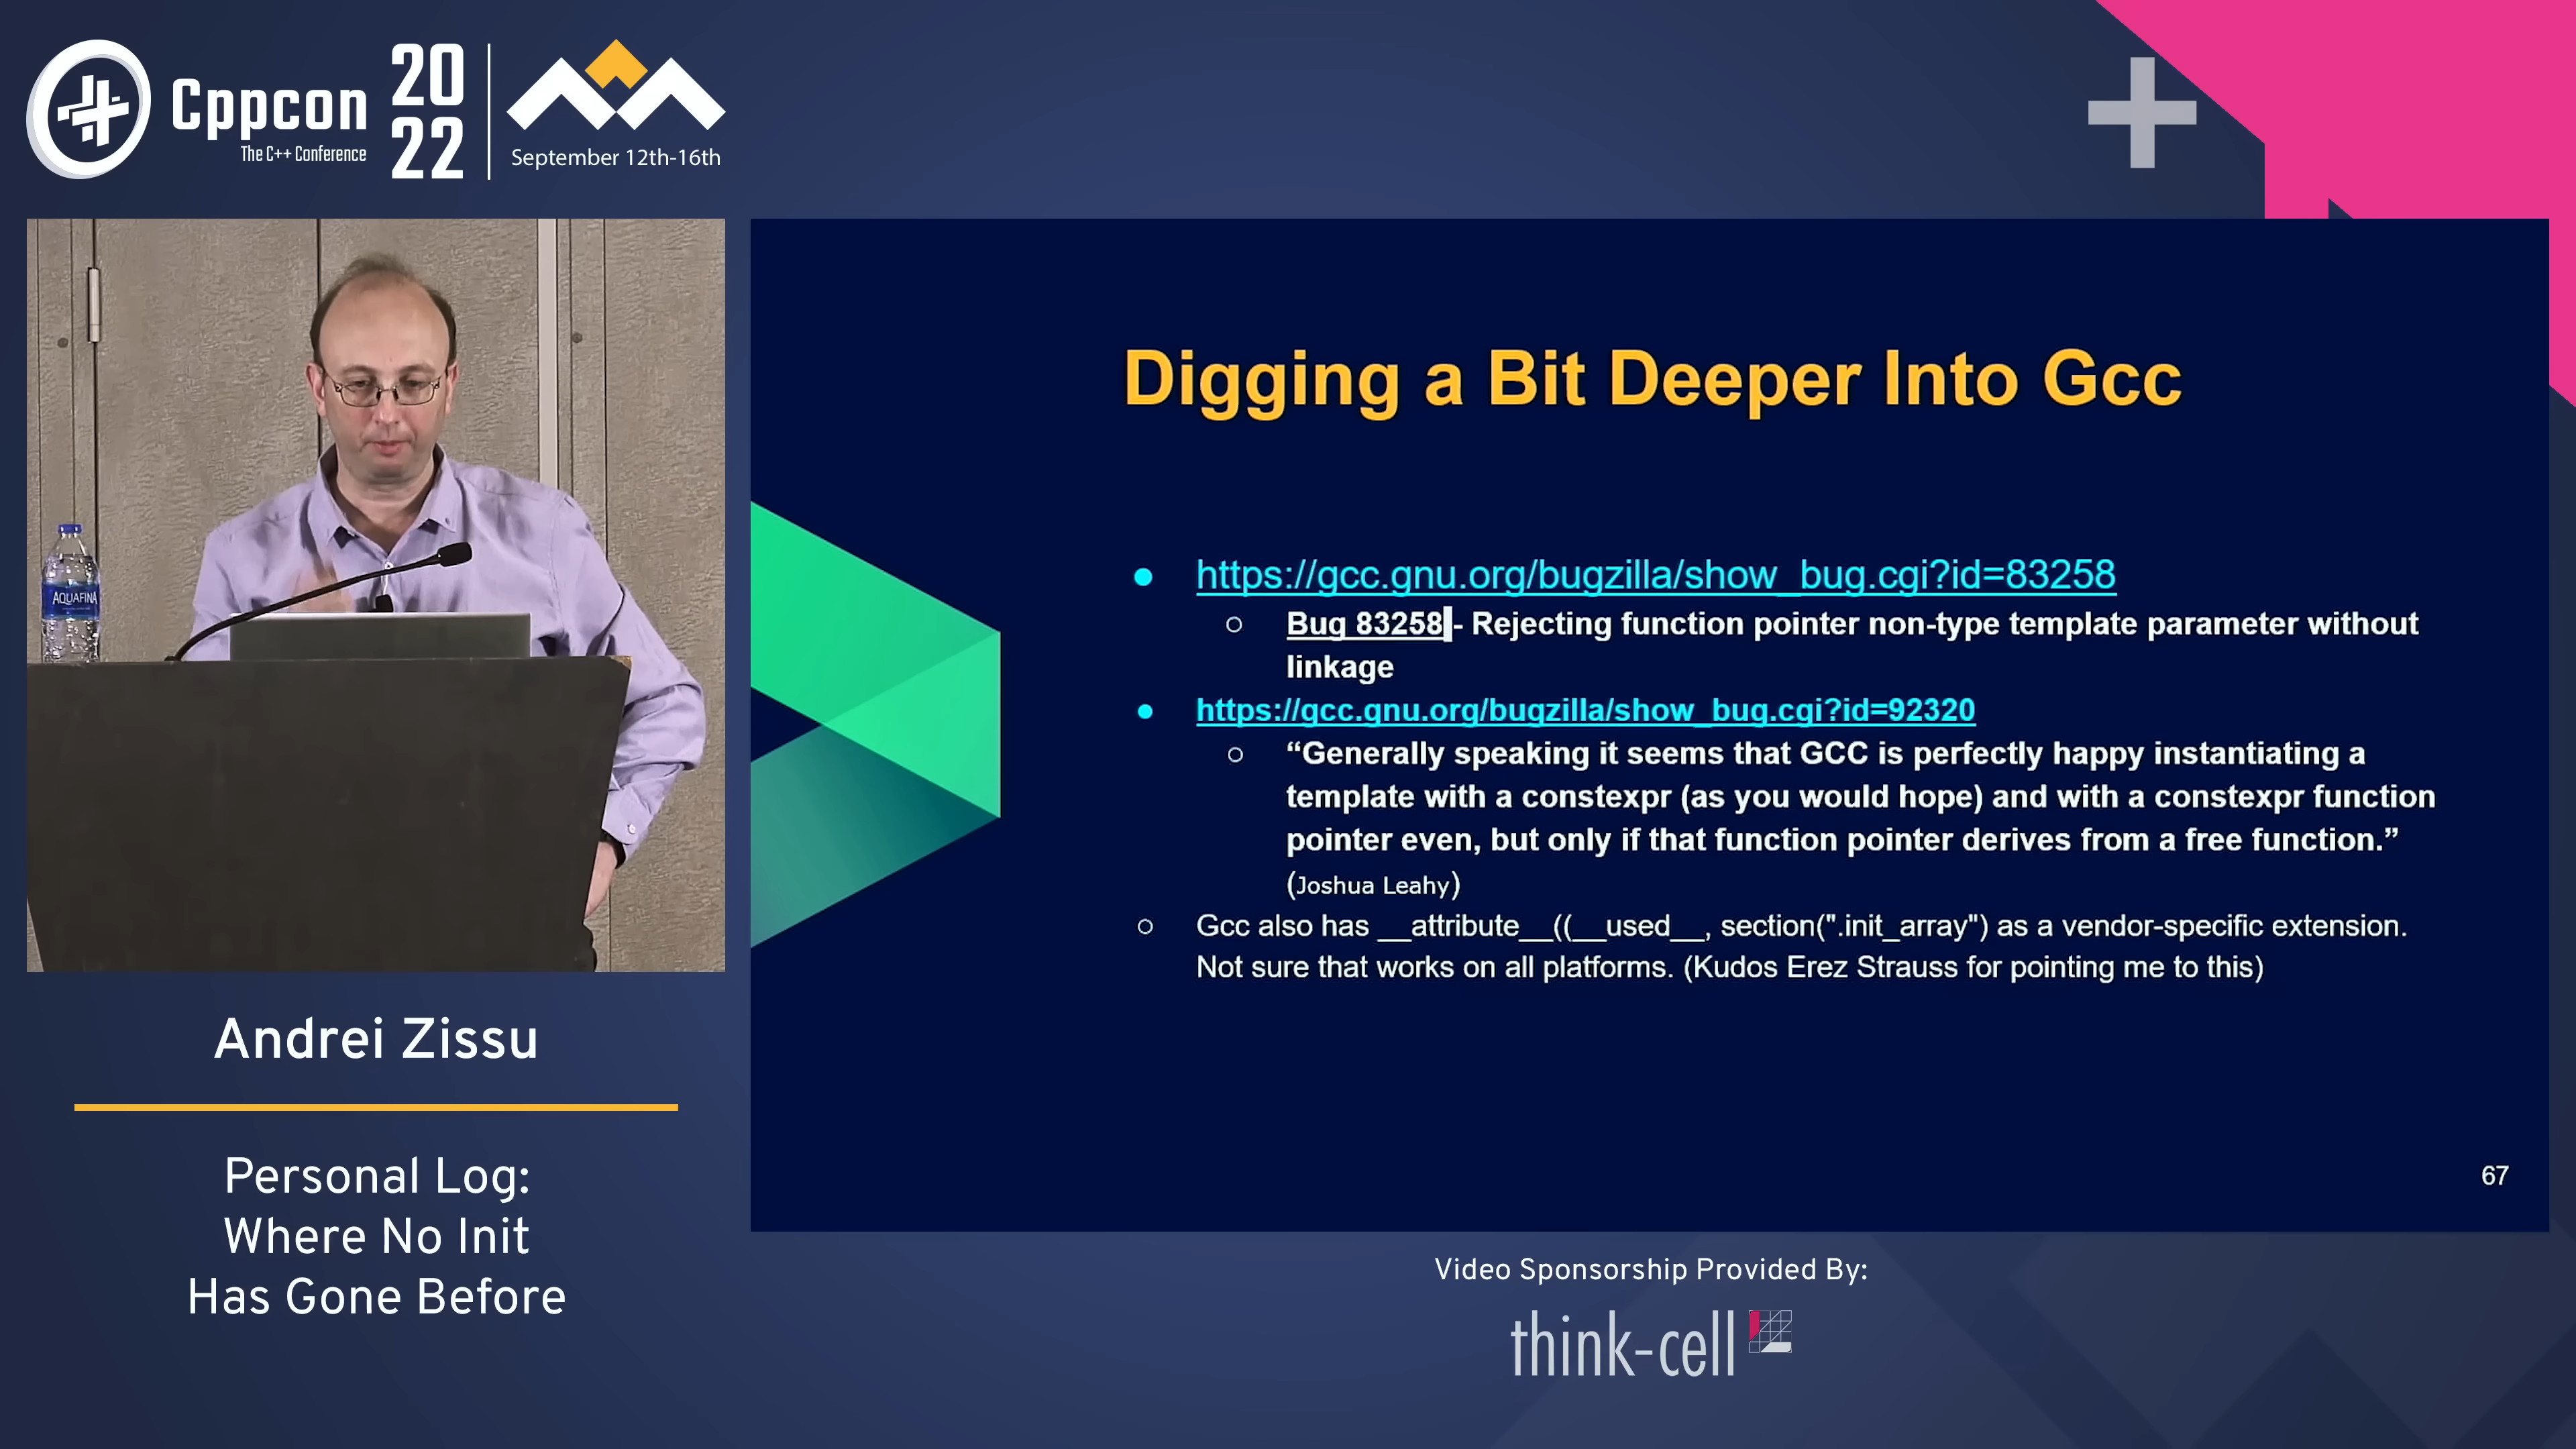 Cppcon
The C++ Conference
20
22
September 12th-16th
AQUAFINA
Digging a Bit Deeper Into Gcc
https://gcc.gnu.org/bugzilla/show_bug.cgi?id=83258
Bug 83258 - Rejecting function pointer non-type template parameter without
linkage
https://gcc.gnu.org/bugzilla/show_bug.cgi?id=92320
“Generally speaking it seems that GCC is perfectly happy instantiating a
template with a constexpr (as you would hope) and with a constexpr function
pointer even, but only if that function pointer derives from a free function.”
(Joshua Leahy)
Gcc also has __attribute__((__used__, section(".init_array") as a vendor-specific extension.
Not sure that works on all platforms. (Kudos Erez Strauss for pointing me to this)
67
Andrei Zissu
Personal Log:
Where No Init
Has Gone Before
Video Sponsorship Provided By:
think-cell